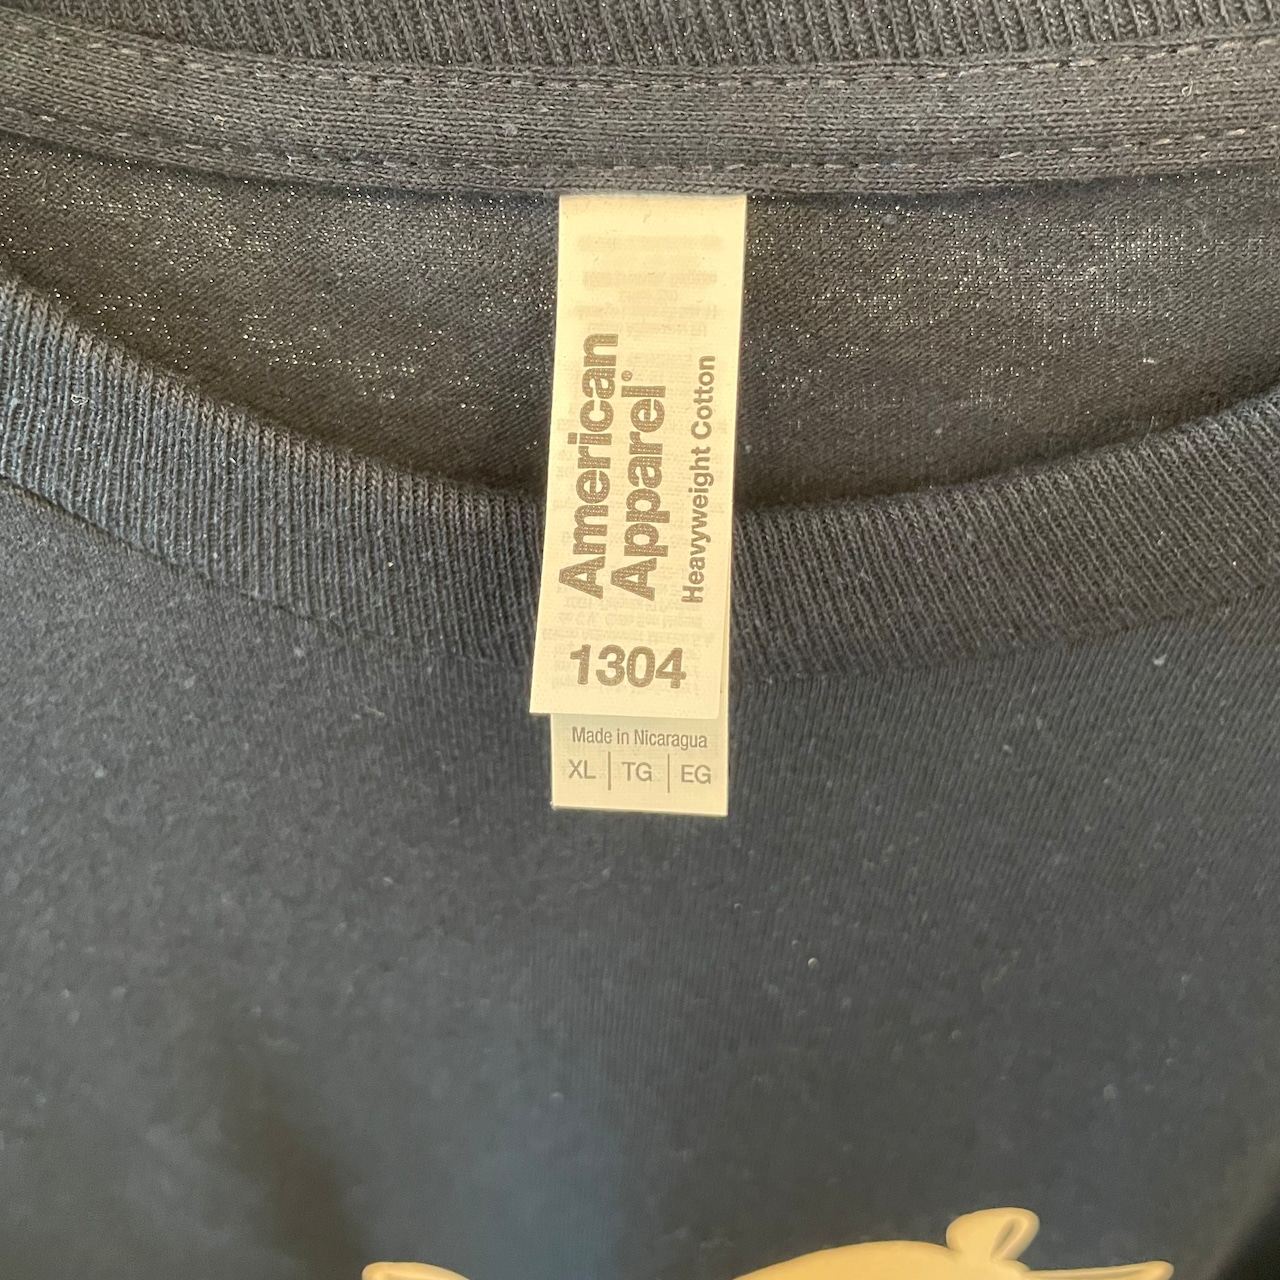 American
Apparel®
Heavyweight Cotton
1304
Made in Nicaragua
XL | TG | EG